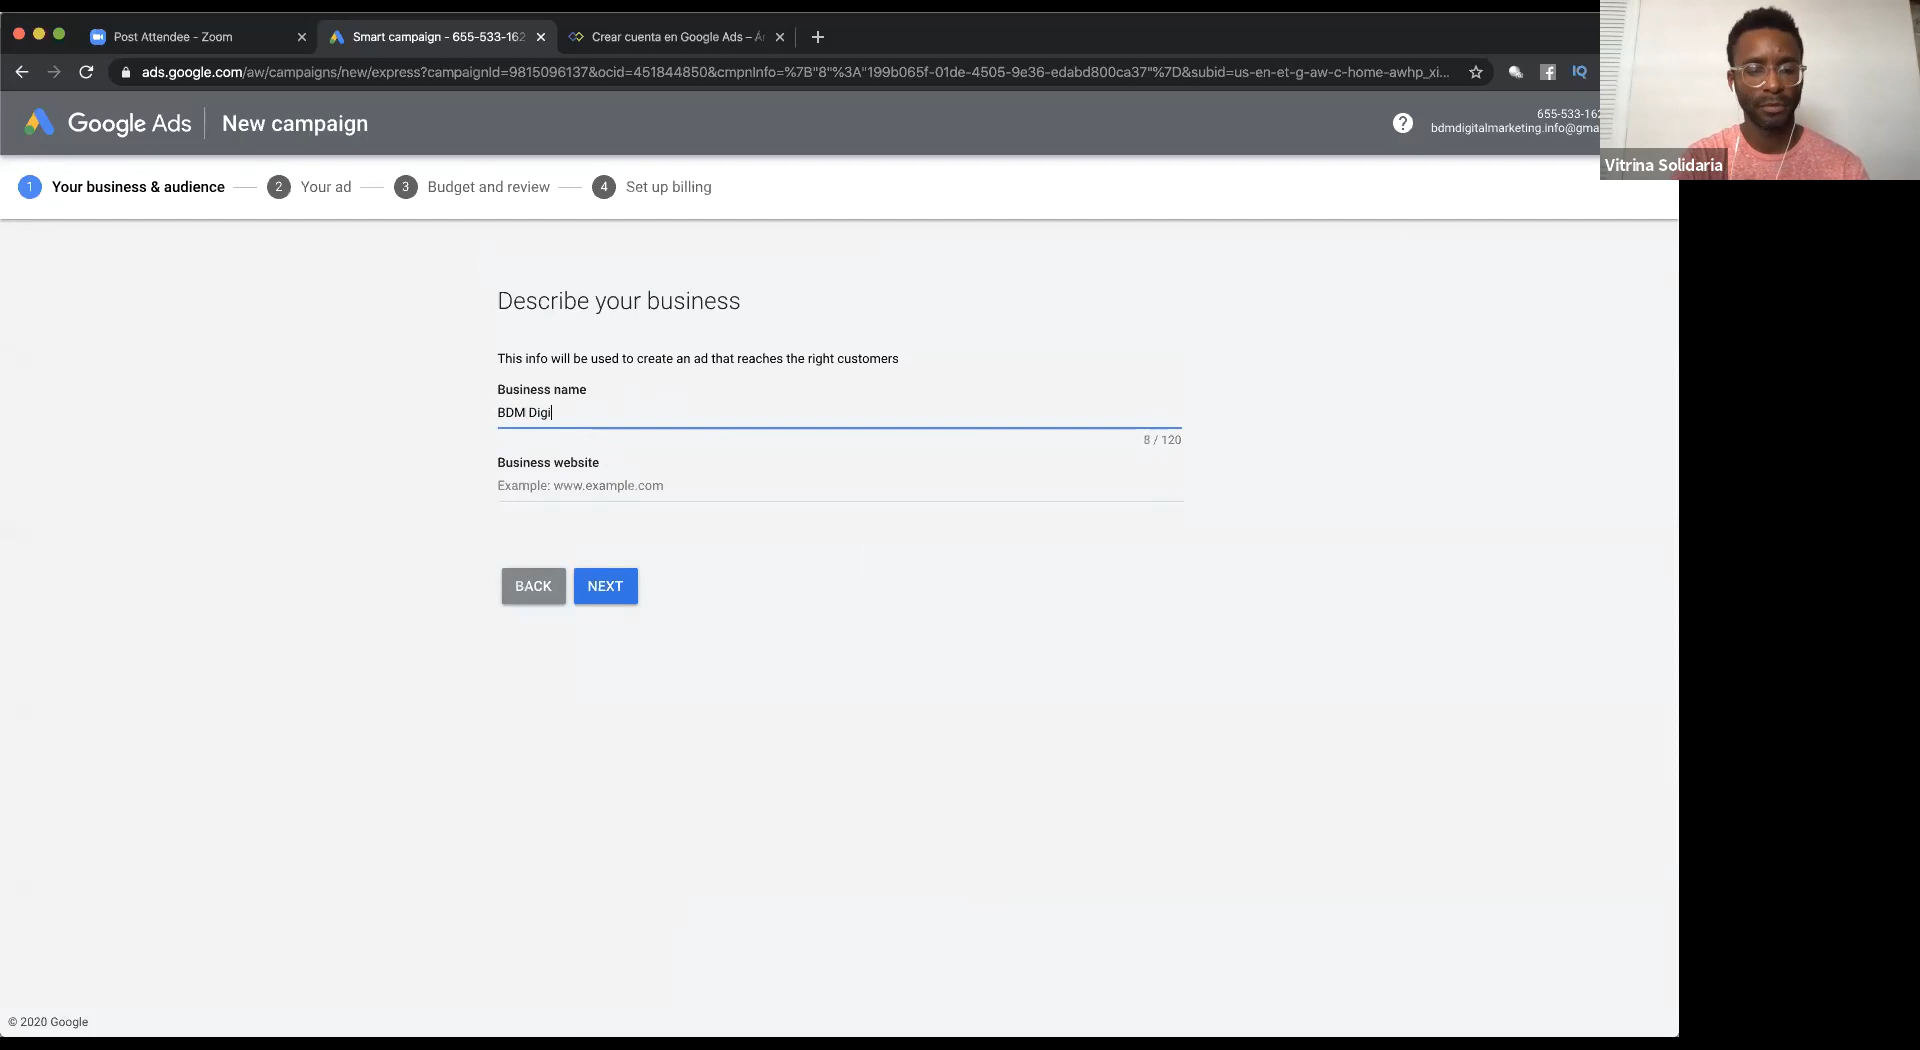 Post Attendee - Zoom
Smart campaign - 655-533-162
Crear cuenta en Google Ads –
ads.google.com/aw/campaigns/new/express?campaignId=9815096137&ocid=451844850&cmpnInfo=%7B"8"%3A"199b065f-01de-4505-9e36-edabd800ca37"%7D&subid=us-en-et-g-aw-c-home-awhp_xi...
IQ
Google Ads
New campaign
?
655-533-162
bdmdigitalmarketing.info@gma
Vitrina Solidaria
1 Your business & audience
2 Your ad
3 Budget and review
4 Set up billing
Describe your business
This info will be used to create an ad that reaches the right customers
Business name
BDM Digi
8 / 120
Business website
Example: www.example.com
BACK
NEXT
© 2020 Google